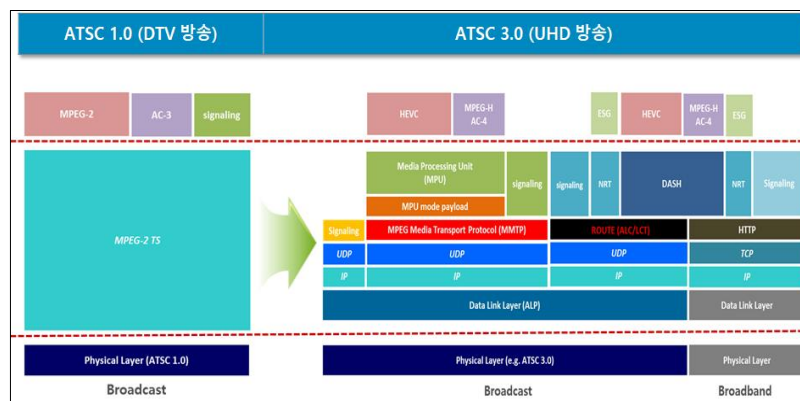 ATSC 1.0 (DTV 방송)
ATSC 3.0 (UHD 방송)
MPEG-2
AC-3
signaling
HEVC
MPEG-H
AC-4
ESG
HEVC
MPEG-H
AC-4
ESG
MPEG-2 TS
Media Processing Unit
(MPU)
MPU mode payload
signaling
signaling
NRT
DASH
NRT
Signaling
Signaling
MPEG Media Transport Protocol (MMTP)
ROUTE (ALC/LCT)
HTTP
UDP
UDP
UDP
TCP
IP
IP
IP
IP
Data Link Layer (ALP)
Data Link Layer
Physical Layer (ATSC 1.0)
Physical Layer (e.g. ATSC 3.0)
Physical Layer
Broadcast
Broadcast
Broadband